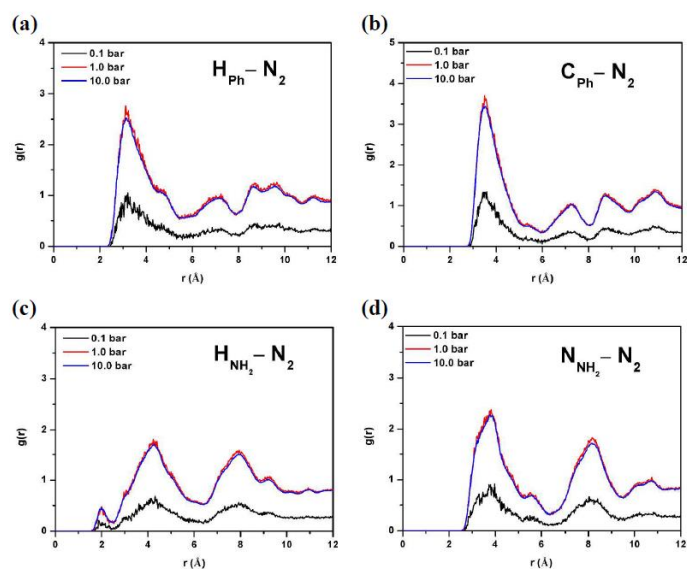 (a)
4
3
2
1
0
g(r)
0.1 bar
1.0 bar
10.0 bar
H_Ph – N_2
0 2 4 6 8 10 12
r (Å)
(b)
5
4
3
2
1
0
g(r)
0.1 bar
1.0 bar
10.0 bar
C_Ph – N_2
0 2 4 6 8 10 12
r (Å)
(c)
4
3
2
1
0
g(r)
0.1 bar
1.0 bar
10.0 bar
H_NH_2 – N_2
0 2 4 6 8 10 12
r (Å)
(d)
4
3
2
1
0
g(r)
0.1 bar
1.0 bar
10.0 bar
N_NH_2 – N_2
0 2 4 6 8 10 12
r (Å)